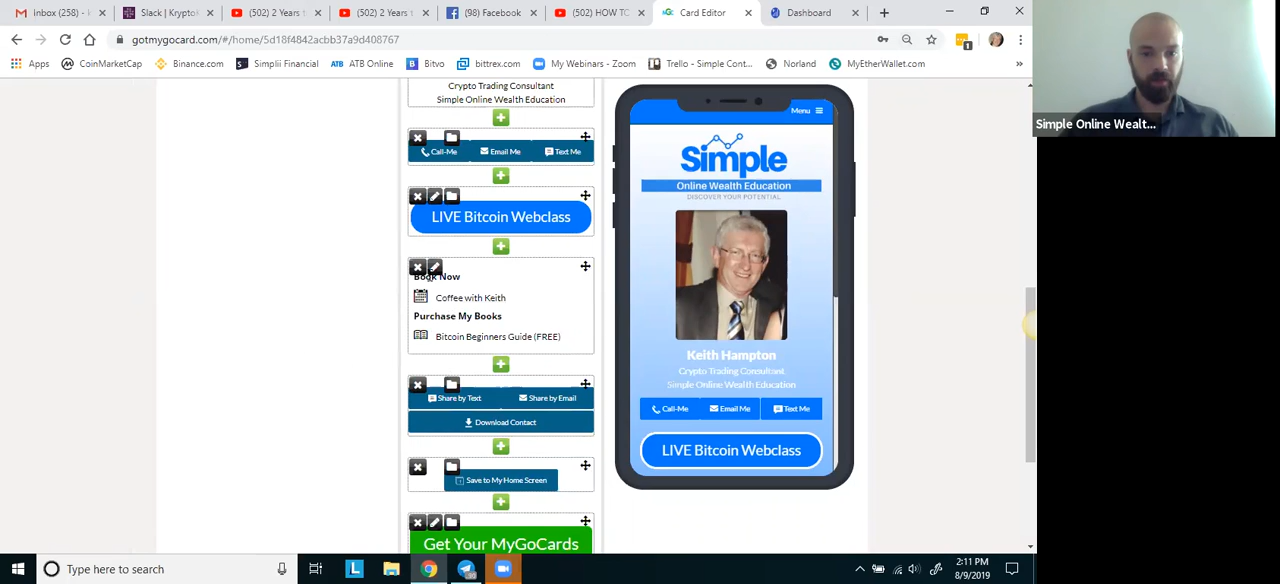 Inbox (258) - k
Slack | Krypto
(502) 2 Years t
(502) 2 Years t
(98) Facebook
(502) HOW TO
Card Editor
Dashboard
gotmygocard.com/#/home/5d18f4842acbb37a9d408767
Apps
CoinMarketCap
Binance.com
Simplii Financial
ATB ATB Online
Bitvo
bittrex.com
My Webinars - Zoom
Trello - Simple Cont...
Norland
MyEtherWallet.com
»
Simple Online Wealt...
Crypto Trading Consultant
Simple Online Wealth Education
Call-Me
Email Me
Text Me
LIVE Bitcoin Webclass
Book Now
Coffee with Keith
Purchase My Books
Bitcoin Beginners Guide (FREE)
Share by Text
Share by Email
Download Contact
Save to My Home Screen
Get Your MyGoCards
Menu
Simple
Online Wealth Education
DISCOVER YOUR POTENTIAL
Keith Hampton
Crypto Trading Consultant
Simple Online Wealth Education
Call-Me
Email Me
Text Me
LIVE Bitcoin Webclass
Type here to search
L
2:11 PM
8/9/2019